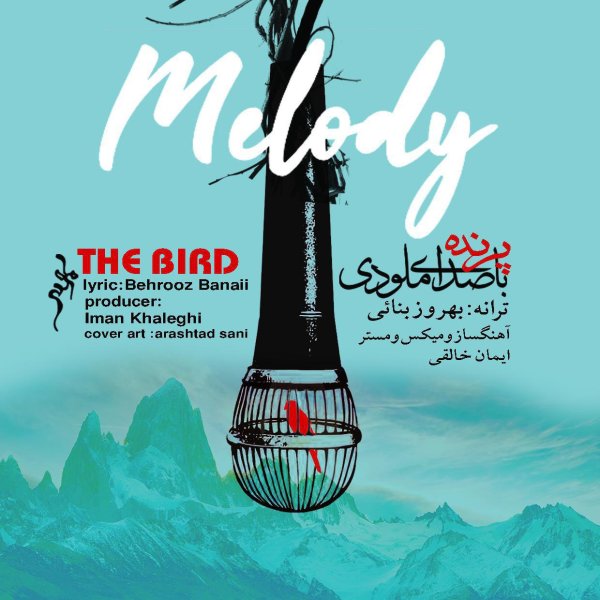 Melody
THE BIRD
lyric:Behrooz Banaii
producer:
Iman Khaleghi
cover art :arashtad sani
پرنده
با صدای ملودی
ترانه: بهروز بنائی
آهنگساز و میکس و مستر
ایمان خالقی